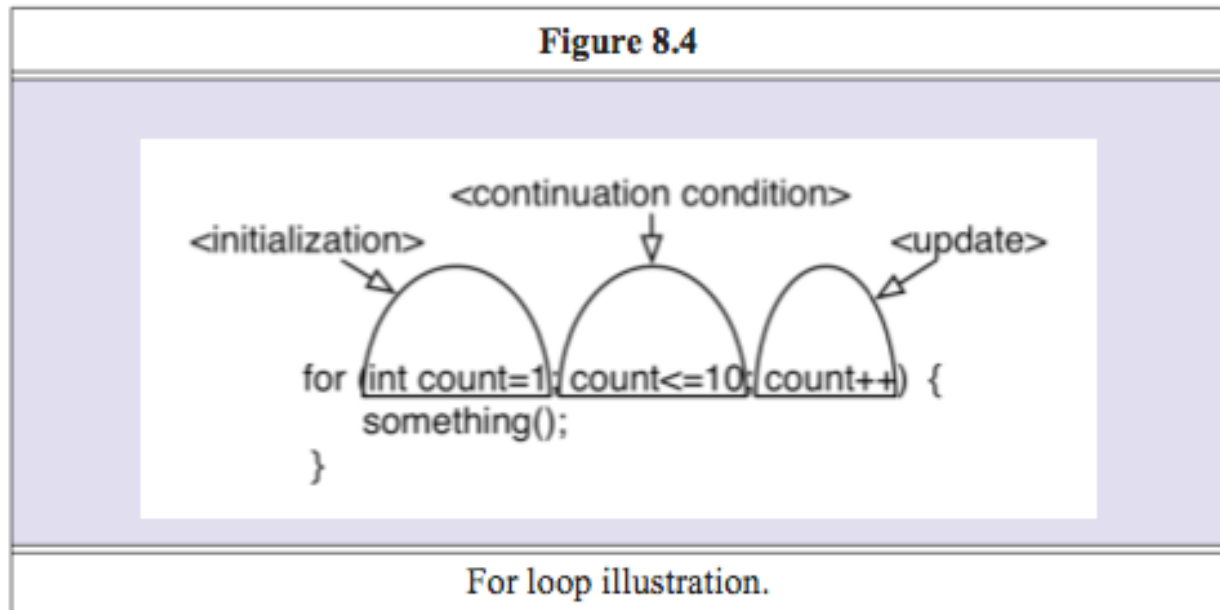 Figure 8.4
<continuation condition>
<initialization>
<update>
for (int count=1; count<=10; count++) {
something();
}
For loop illustration.